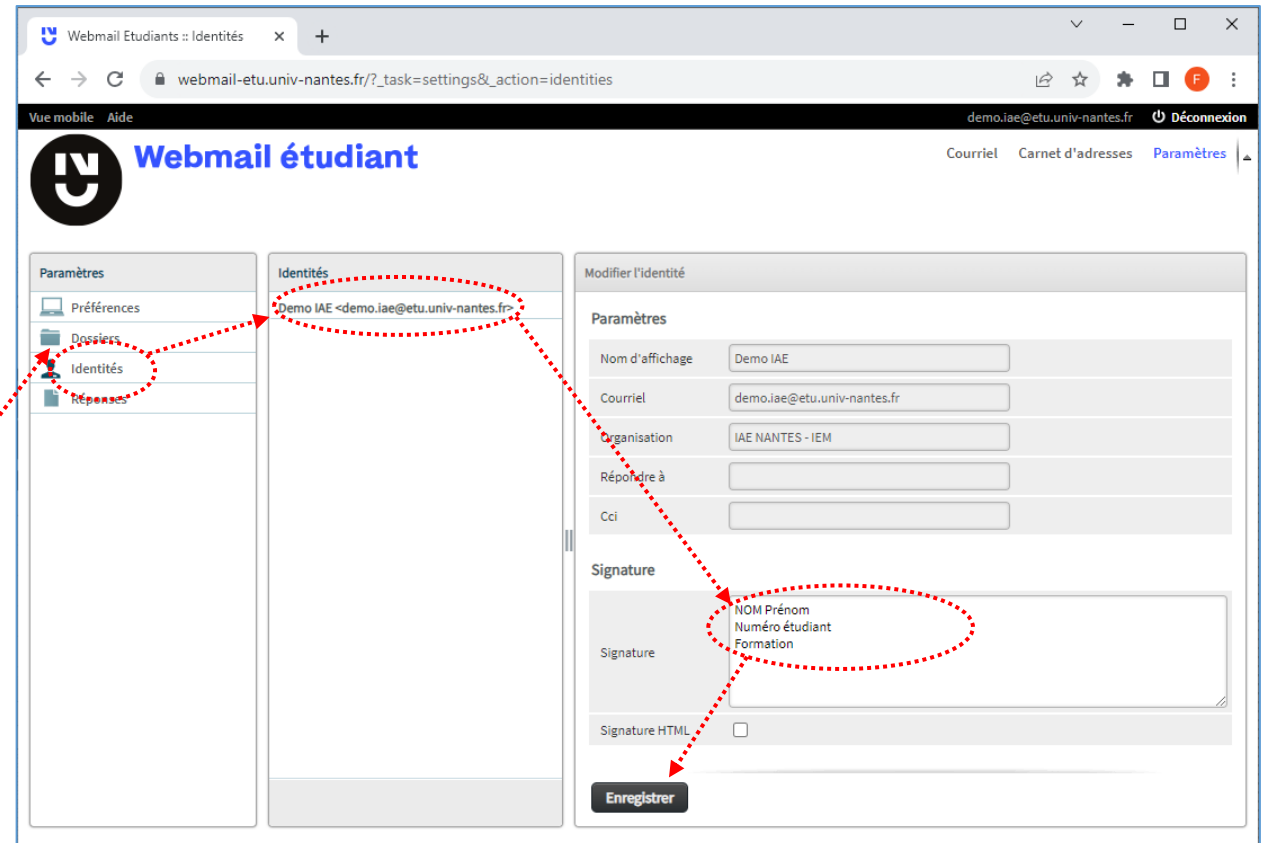 Webmail Etudiants :: Identités
webmail-etu.univ-nantes.fr/?_task=settings&_action=identities
F
Vue mobile Aide demo.iae@etu.univ-nantes.fr Déconnexion
Webmail étudiant
Courriel Carnet d'adresses Paramètres
Paramètres
Préférences
Dossiers
Identités
Réponses
Identités
Demo IAE <demo.iae@etu.univ-nantes.fr>
Modifier l'identité
Paramètres
Nom d'affichage Demo IAE
Courriel demo.iae@etu.univ-nantes.fr
Organisation IAE NANTES - IEM
Répondre à
Cci
Signature
Signature
NOM Prénom
Numéro étudiant
Formation
Signature HTML
Enregistrer